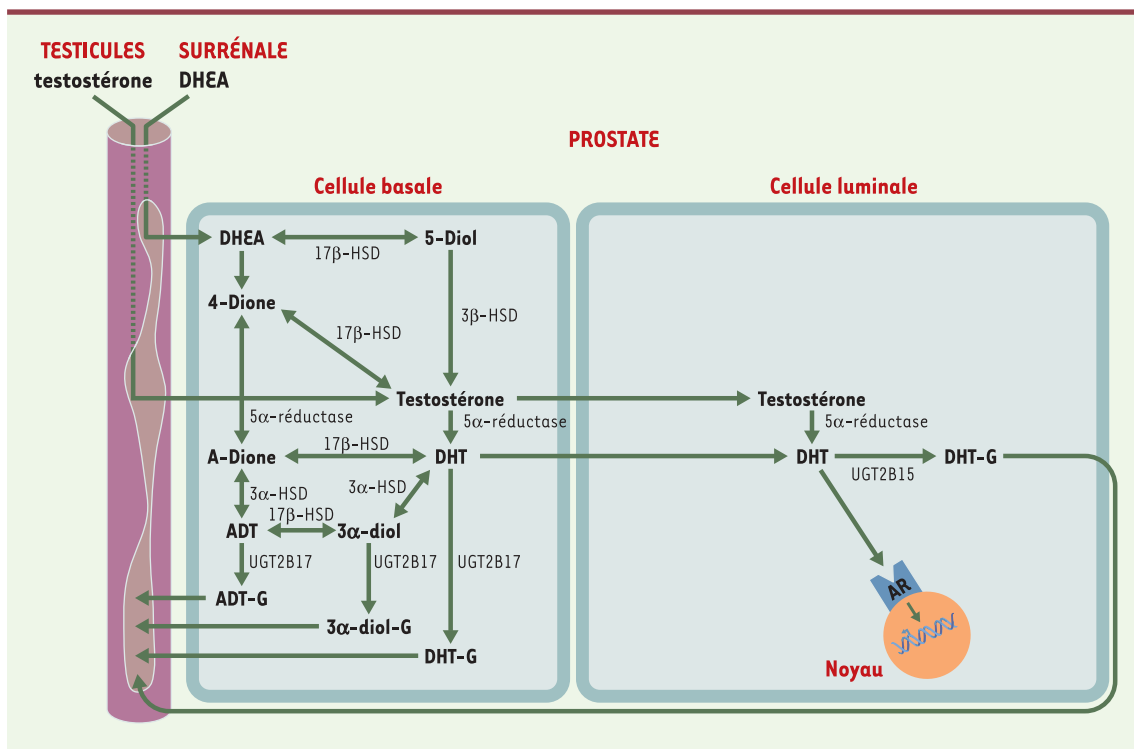 TESTICULES
testostérone
SURRÉNALE
DHEA
PROSTATE
Cellule basale
Cellule luminale
DHEA
17β-HSD
5-Diol
4-Dione
17β-HSD
3β-HSD
Testostérone
Testostérone
5α-réductase
5α-réductase
5α-réductase
A-Dione
17β-HSD
DHT
DHT
UGT2B15
DHT-G
3α-HSD
3α-HSD
17β-HSD
ADT
3α-diol
UGT2B17
UGT2B17
UGT2B17
AR
ADT-G
3α-diol-G
DHT-G
Noyau